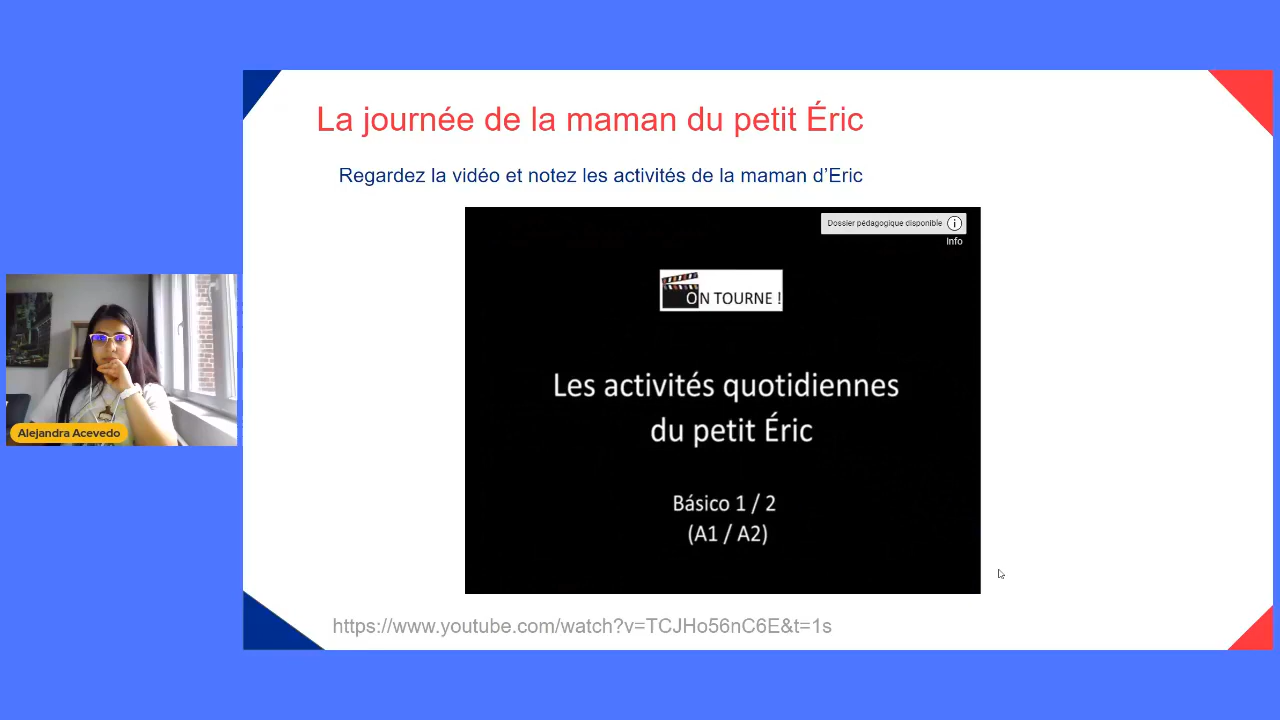 La journée de la maman du petit Éric
Regardez la vidéo et notez les activités de la maman d'Eric
Dossier pédagogique disponible
i
Info
ON TOURNE !
Les activités quotidiennes
du petit Éric
Básico 1 / 2
(A1 / A2)
Alejandra Acevedo
https://www.youtube.com/watch?v=TCJHo56nC6E&t=1s